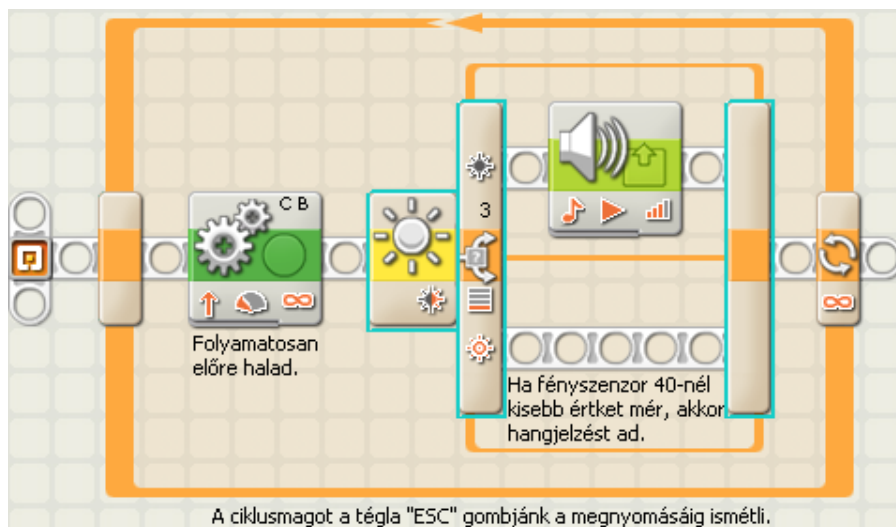 C B
3
Folyamatosan
előre halad.
Ha fényszenzor 40-nél
kisebb értket mér, akkor
hangjelzést ad.
A ciklusmagot a tégla "ESC" gombjánk a megnyomásáig ismétli.